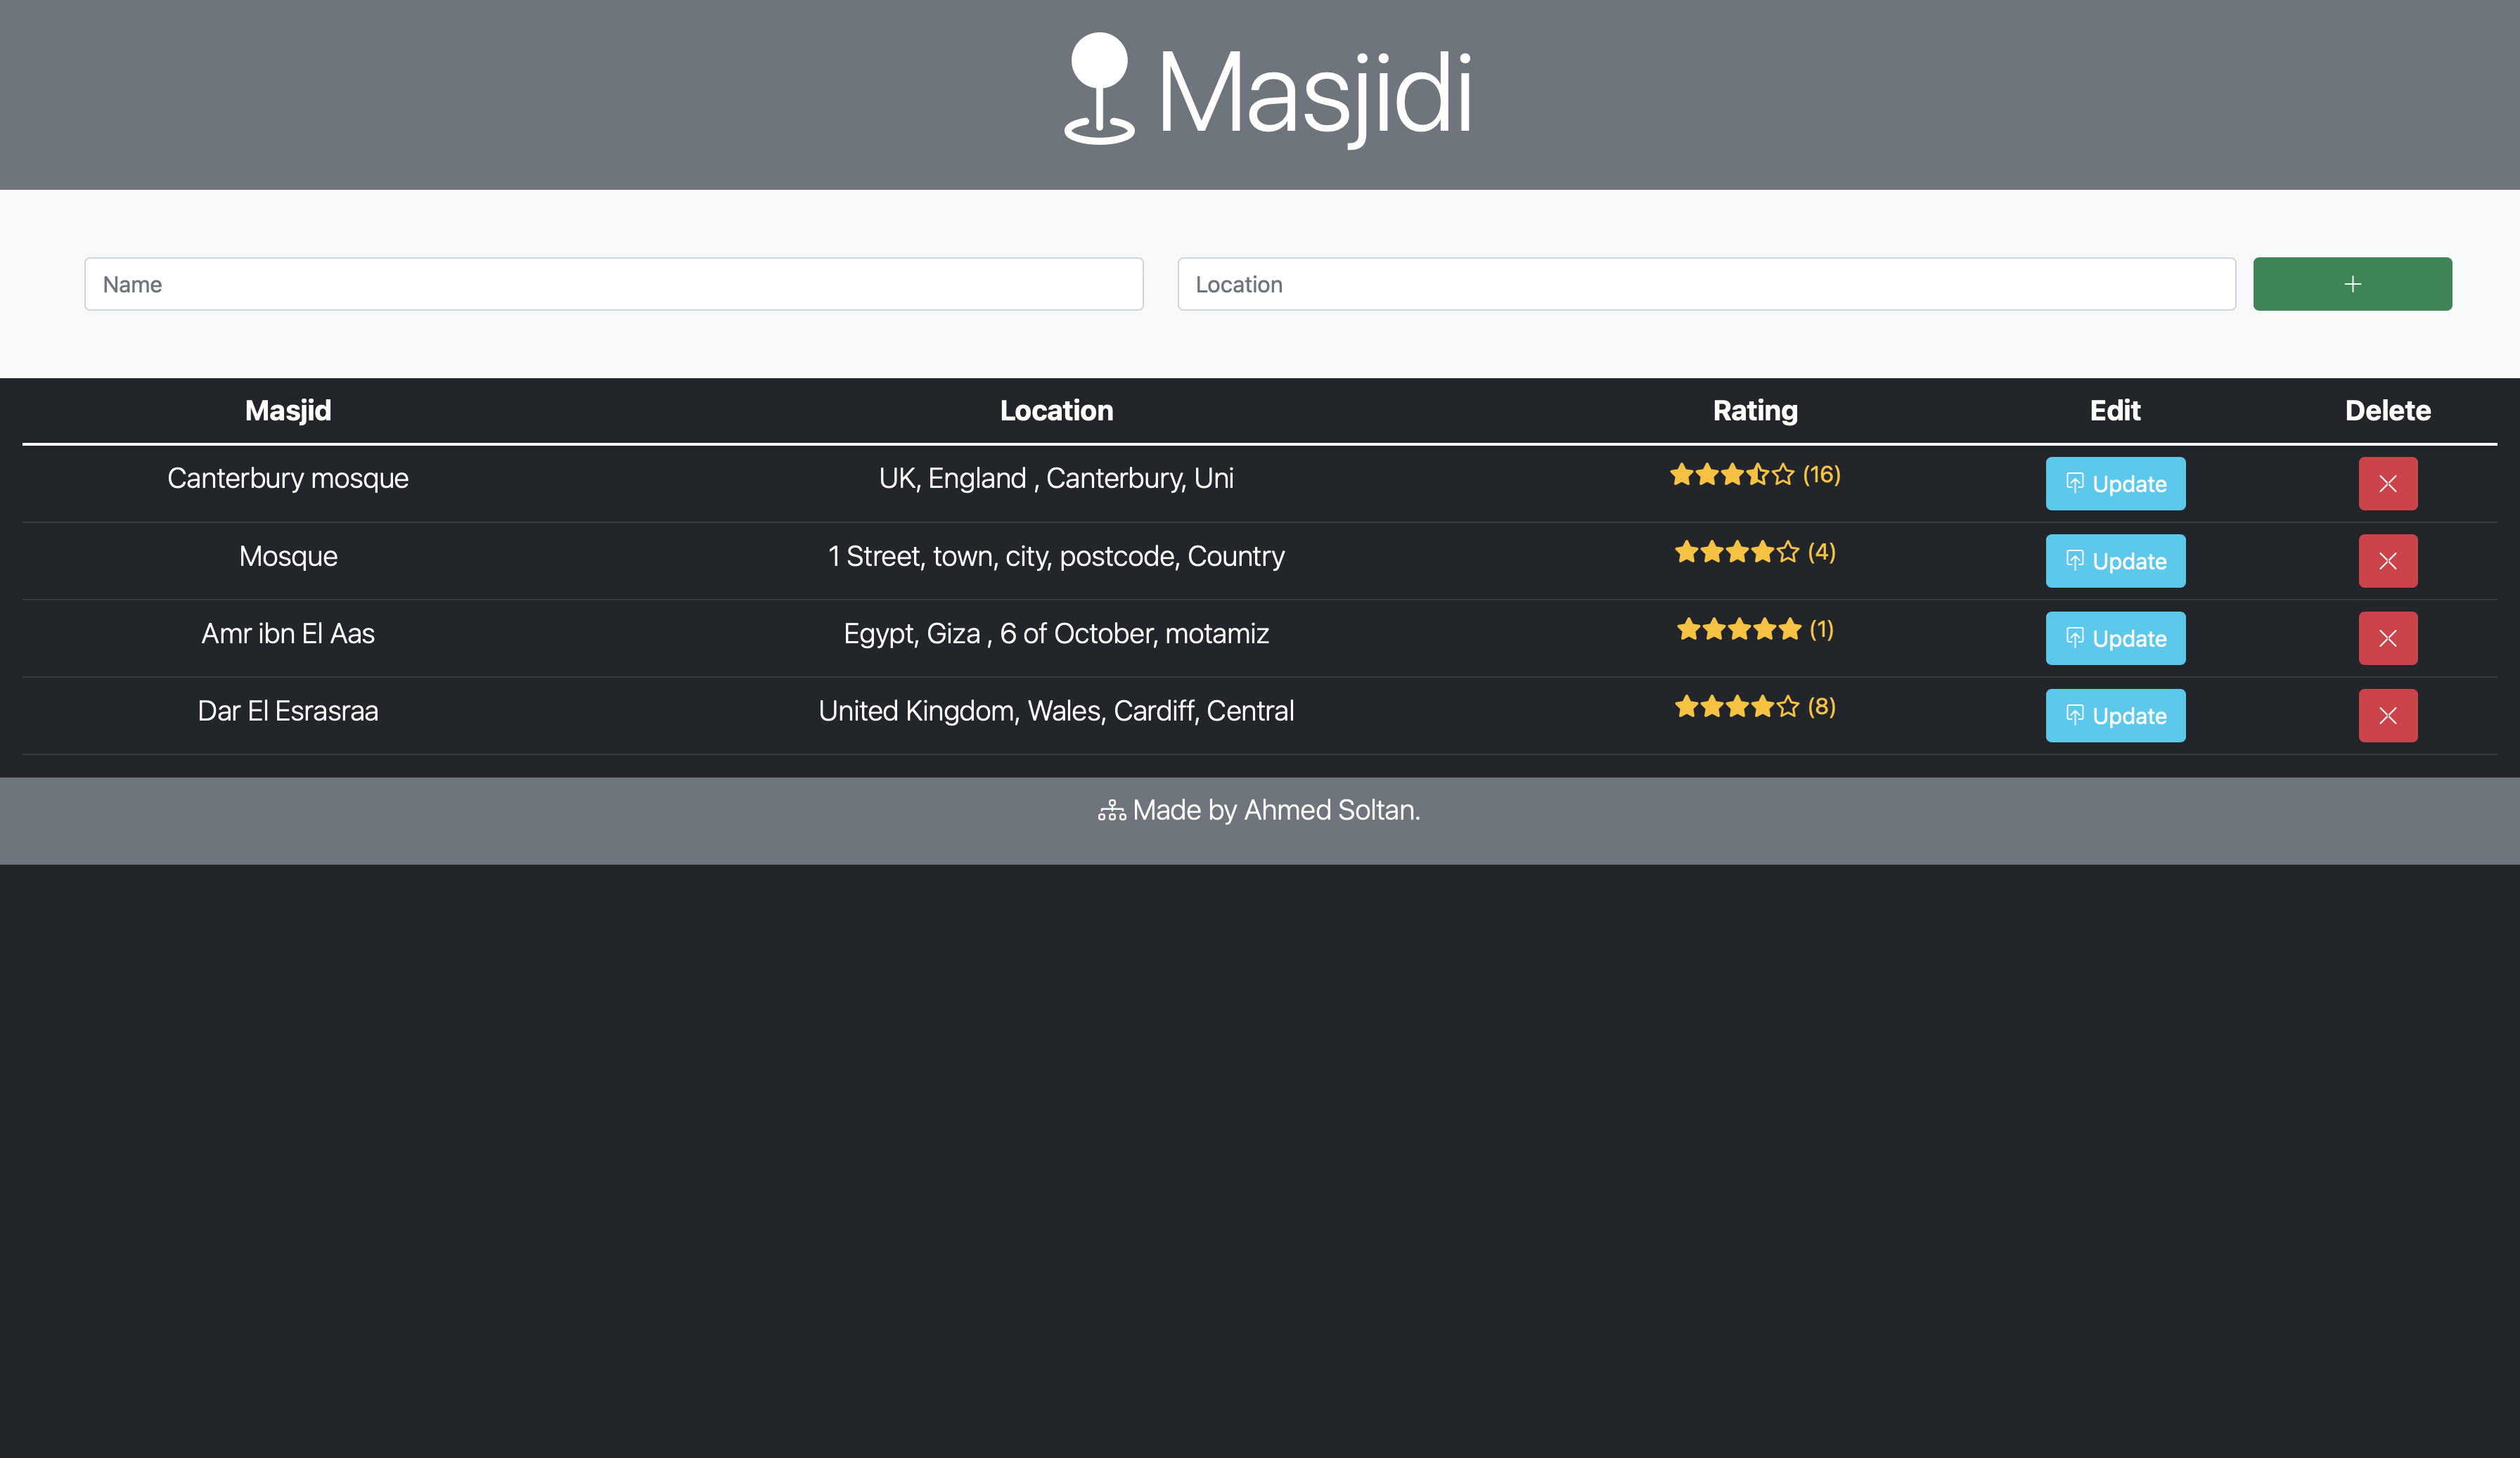 Masjidi
Name
Location
Masjid Location Rating Edit Delete
Canterbury mosque UK, England , Canterbury, Uni (16) Update
Mosque 1 Street, town, city, postcode, Country (4) Update
Amr ibn El Aas Egypt, Giza , 6 of October, motamiz (1) Update
Dar El Esrasraa United Kingdom, Wales, Cardiff, Central (8) Update
Made by Ahmed Soltan.